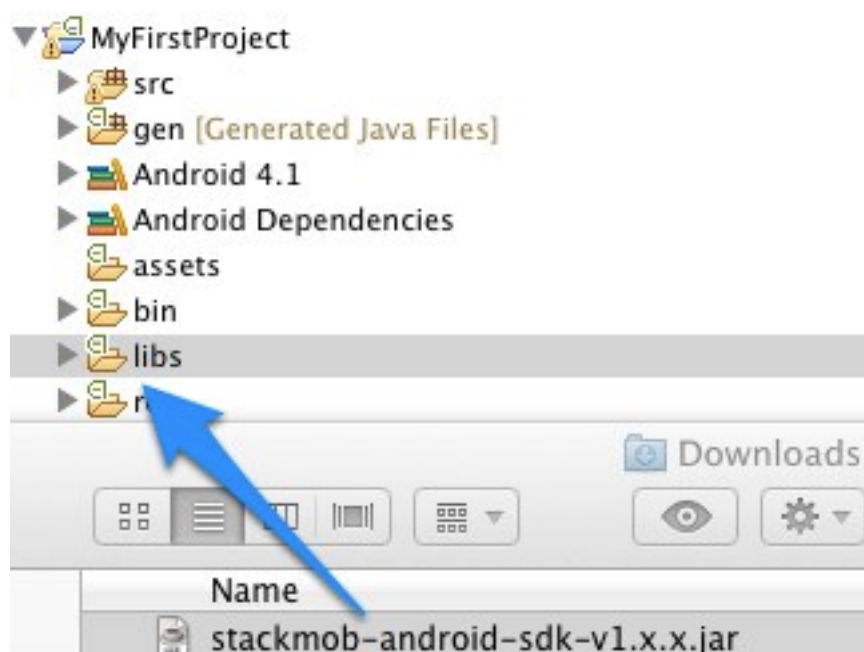 MyFirstProject
src
gen [Generated Java Files]
Android 4.1
Android Dependencies
assets
bin
libs
Downloads
Name
stackmob-android-sdk-v1.x.x.jar